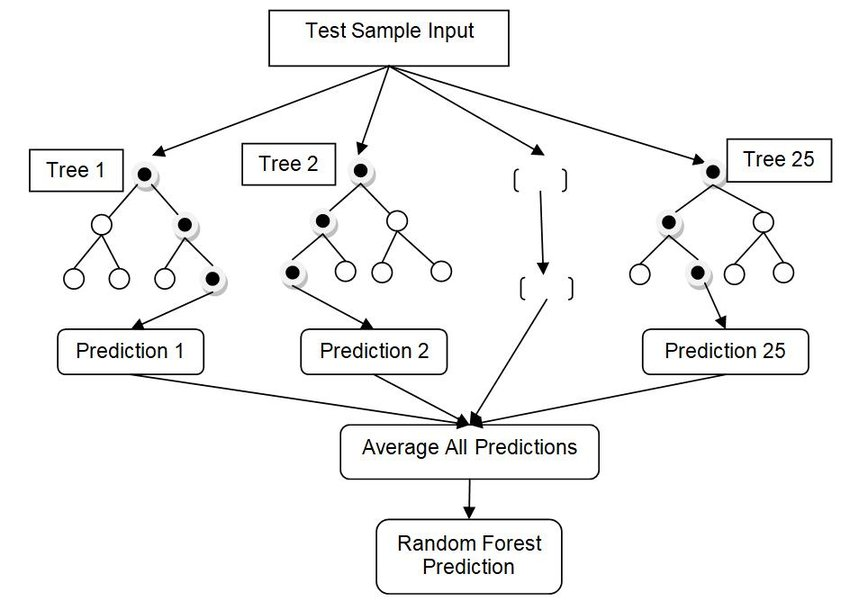 Test Sample Input
Tree 1
Tree 2
Tree 25
Prediction 1
Prediction 2
Prediction 25
Average All Predictions
Random Forest
Prediction